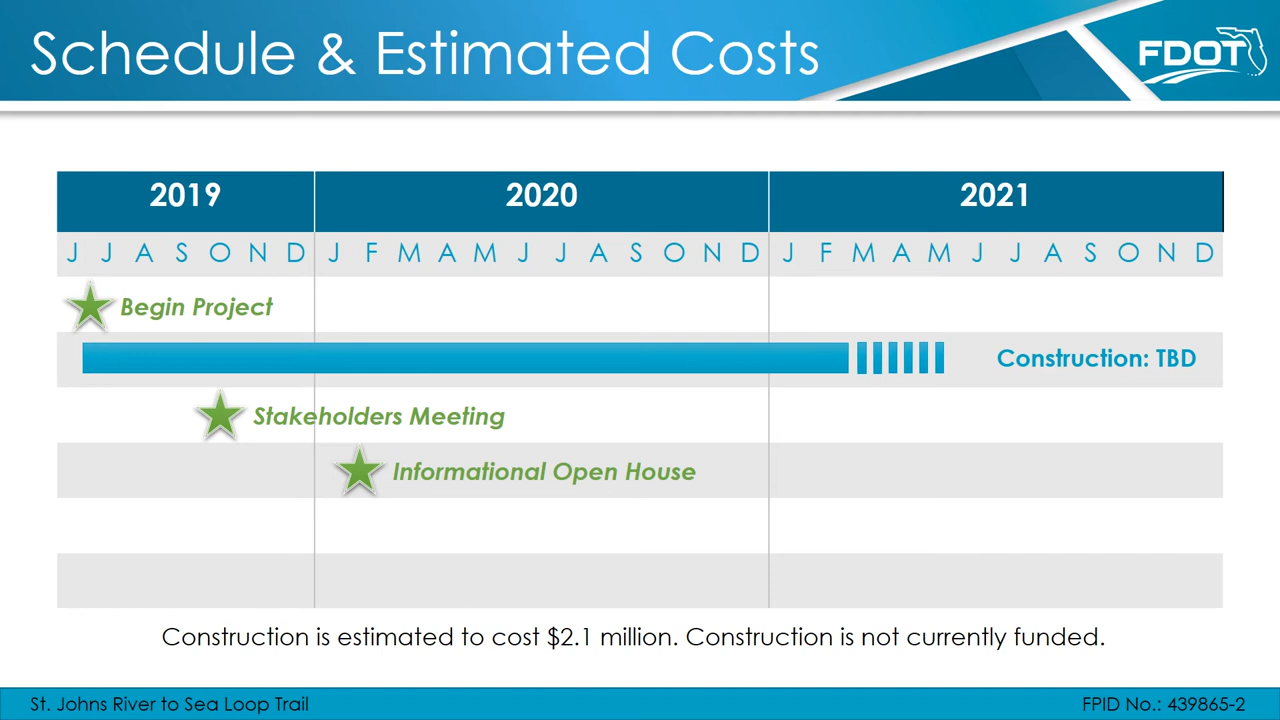 Schedule & Estimated Costs
FDOT
2019 2020 2021
J J A S O N D J F M A M J J A S O N D J F M A M J J A S O N D
Begin Project
Construction: TBD
Stakeholders Meeting
Informational Open House
Construction is estimated to cost $2.1 million. Construction is not currently funded.
St. Johns River to Sea Loop Trail FPID No.: 439865-2